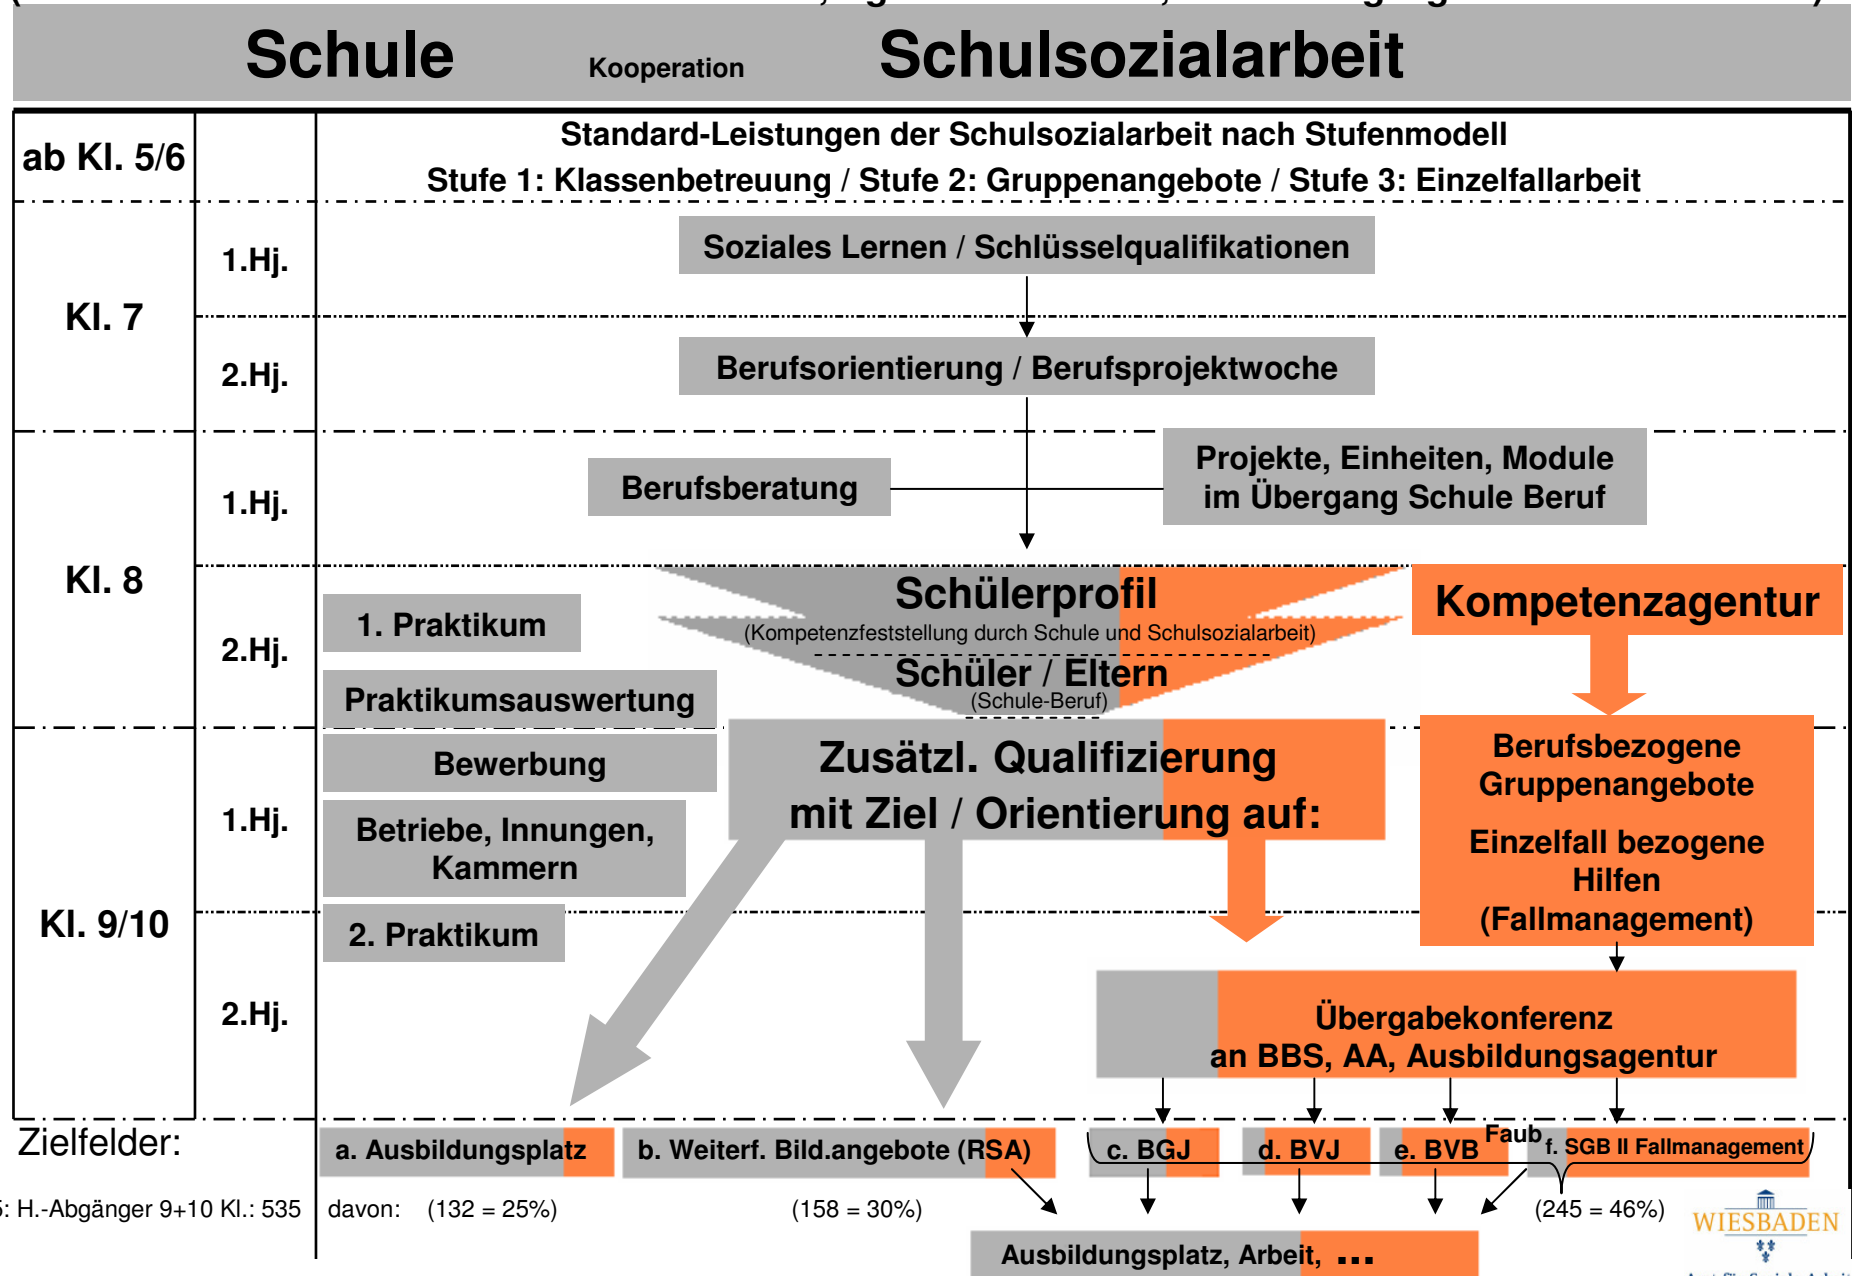 Schule Kooperation Schulsozialarbeit
ab Kl. 5/6
Standard-Leistungen der Schulsozialarbeit nach Stufenmodell
Stufe 1: Klassenbetreuung / Stufe 2: Gruppenangebote / Stufe 3: Einzelfallarbeit
Kl. 7
1.Hj.
Soziales Lernen / Schlüsselqualifikationen
2.Hj.
Berufsorientierung / Berufsprojektwoche
Kl. 8
1.Hj.
Berufsberatung
Projekte, Einheiten, Module
im Übergang Schule Beruf
2.Hj.
1. Praktikum
Praktikumsauswertung
Schülerprofil
(Kompetenzfeststellung durch Schule und Schulsozialarbeit)
Schüler / Eltern
(Schule-Beruf)
Kompetenzagentur
Kl. 9/10
1.Hj.
Bewerbung
Betriebe, Innungen,
Kammern
Zusätzl. Qualifizierung
mit Ziel / Orientierung auf:
Berufsbezogene
Gruppenangebote
Einzelfall bezogene
Hilfen
(Fallmanagement)
2.Hj.
2. Praktikum
Übergabekonferenz
an BBS, AA, Ausbildungsagentur
Zielfelder:
a. Ausbildungsplatz
b. Weiterf. Bild.angebote (RSA)
c. BGJ
d. BVJ
e. BVB
Faub
f. SGB II Fallmanagement
: H.-Abgänger 9+10 Kl.: 535
davon: (132 = 25%)
(158 = 30%)
(245 = 46%)
Ausbildungsplatz, Arbeit, ...
WIESBADEN